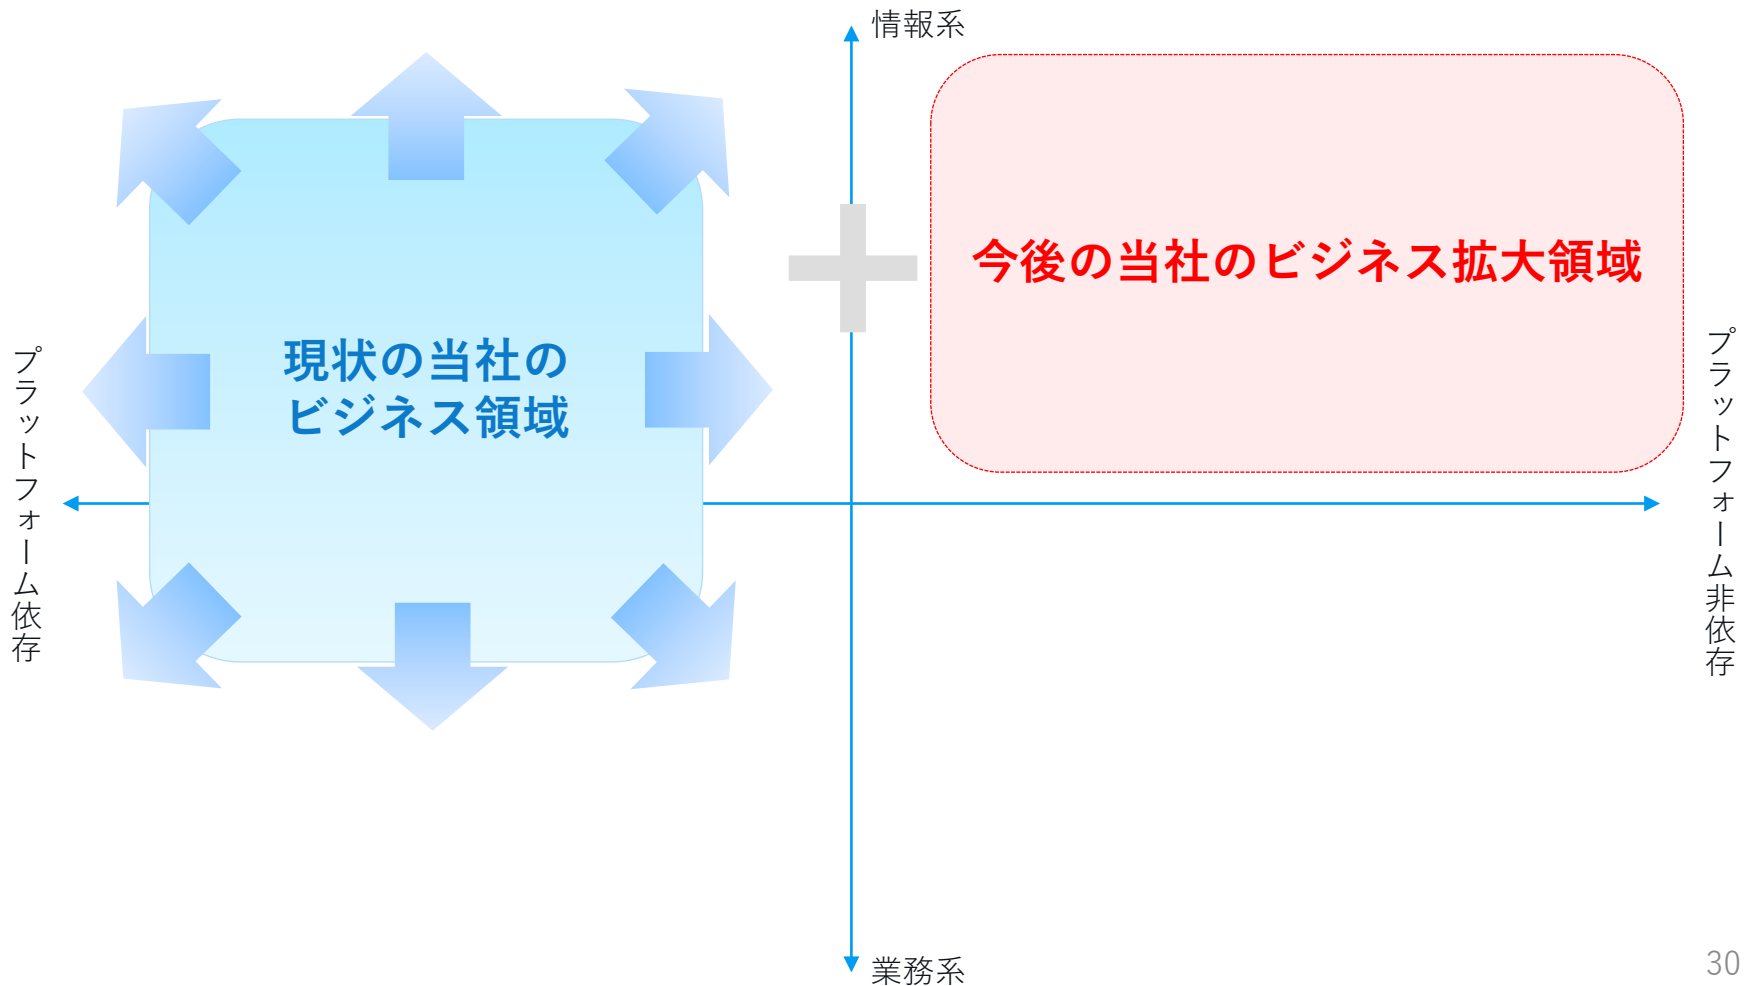 情報系
今後の当社のビジネス拡大領域
現状の当社の
ビジネス領域
プラットフォーム依存
プラットフォーム非依存
業務系
30